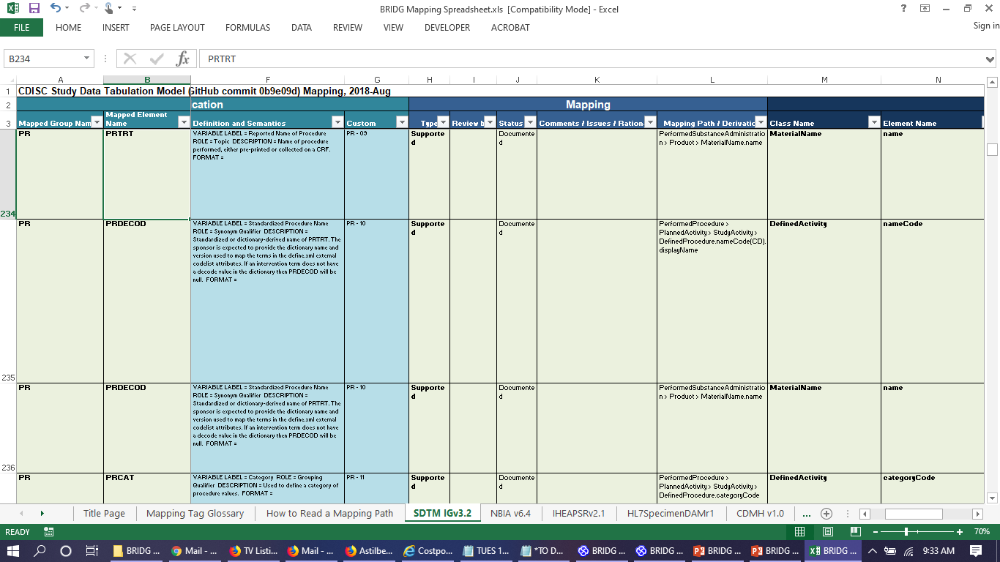 BRIDG Mapping Spreadsheet.xls [Compatibility Mode] - Excel
FILE HOME INSERT PAGE LAYOUT FORMULAS DATA REVIEW VIEW DEVELOPER ACROBAT Sign in
B234 fx PRTRT
A B F G H I J K L M N
1 CDISC Study Data Tabulation Model (GitHub commit 0b9e09d) Mapping, 2018-Aug
2 cation Mapping
Mapped Element
3 Mapped Group Nam Name Definition and Semantics Custom Type Review b Status Comments / Issues / Ration Mapping Path / Derivatic Class Name Element Name
PR PRTRT VARIABLE LABEL = Reported Name of Procedure PR - 09 Supporte Documente PerformedSubstanceAdministratio MaterialName name
ROLE = Topic DESCRIPTION = Name of procedure d d n > Product > MaterialName.name
performed, either pre-printed or collected on a CRF.
FORMAT =
234
PR PRDECOD VARIABLE LABEL = Standardized Procedure Name PR - 10 Supporte Documente PerformedProcedure > DefinedActivity nameCode
ROLE = Synonym Qualifier DESCRIPTION = d d PlannedActivity > StudyActivity >
Standardized or dictionary-derived name of PRTRT. The DefinedProcedure.nameCode(CD).
sponsor is expected to provide the dictionary name and displayName
version used to map the terms in the define.xml external
codelist attributes. If an intervention term does not have
a decode value in the dictionary then PRDECOD will be
null. FORMAT =
235
PR PRDECOD VARIABLE LABEL = Standardized Procedure Name PR - 10 Supporte Documente PerformedSubstanceAdministratio MaterialName name
ROLE = Synonym Qualifier DESCRIPTION = d d n > Product > MaterialName.name
Standardized or dictionary-derived name of PRTRT. The
sponsor is expected to provide the dictionary name and
version used to map the terms in the define.xml external
codelist attributes. If an intervention term does not have
a decode value in the dictionary then PRDECOD will be
null. FORMAT =
236
PR PRCAT VARIABLE LABEL = Category ROLE = Grouping PR - 11 Supporte Documente PerformedProcedure > DefinedActivity categoryCode
Qualifier DESCRIPTION = Used to define a category of d d PlannedActivity > StudyActivity >
procedure values. FORMAT = DefinedProcedure.categoryCode
Title Page Mapping Tag Glossary How to Read a Mapping Path SDTM IGv3.2 NBIA v6.4 IHEAPSRv2.1 HL7SpecimenDAMr1 CDMH v1.0 ...
READY 70%
BRIDG ... Mail - ... TV Listi... Mail - ... Astilbe... Costpo... TUES 1... *TO D... BRIDG ... BRIDG ... BRIDG ... BRIDG ... BRIDG ... 9:33 AM